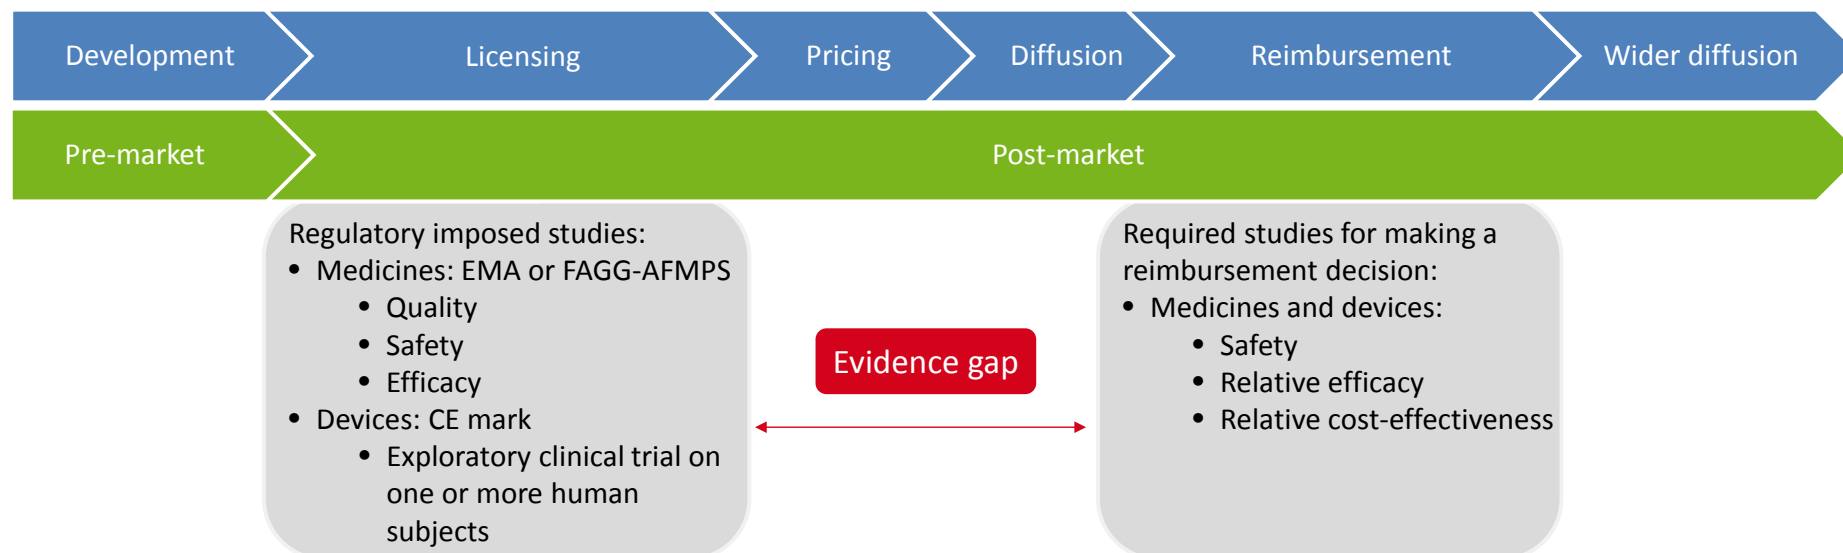 Development
Licensing
Pricing
Diffusion
Reimbursement
Wider diffusion
Pre-market
Post-market
Regulatory imposed studies:
• Medicines: EMA or FAGG-AFMPS
• Quality
• Safety
• Efficacy
• Devices: CE mark
• Exploratory clinical trial on
one or more human
subjects
Evidence gap
Required studies for making a
reimbursement decision:
• Medicines and devices:
• Safety
• Relative efficacy
• Relative cost-effectiveness